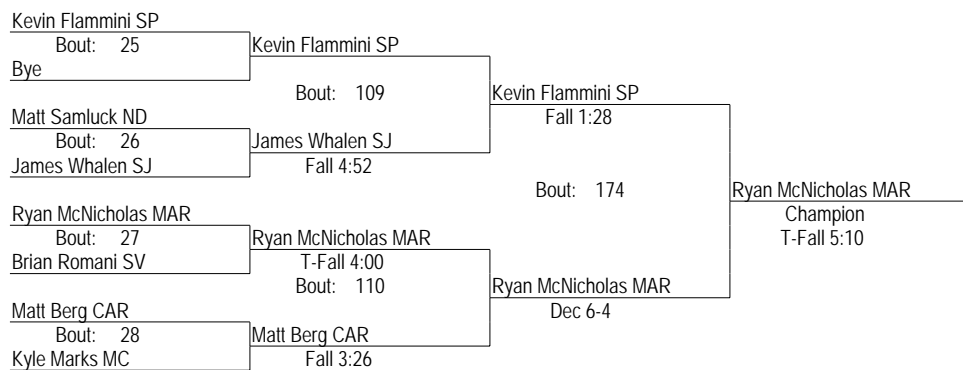 Kevin Flammini SP
Bout: 25
Bye
Kevin Flammini SP
Bout: 109
Matt Samluck ND
Bout: 26
James Whalen SJ
James Whalen SJ
Fall 4:52
Kevin Flammini SP
Fall 1:28
Bout: 174
Ryan McNicholas MAR
Bout: 27
Brian Romani SV
Ryan McNicholas MAR
T-Fall 4:00
Bout: 110
Matt Berg CAR
Bout: 28
Kyle Marks MC
Matt Berg CAR
Fall 3:26
Ryan McNicholas MAR
Dec 6-4
Ryan McNicholas MAR
Champion
T-Fall 5:10